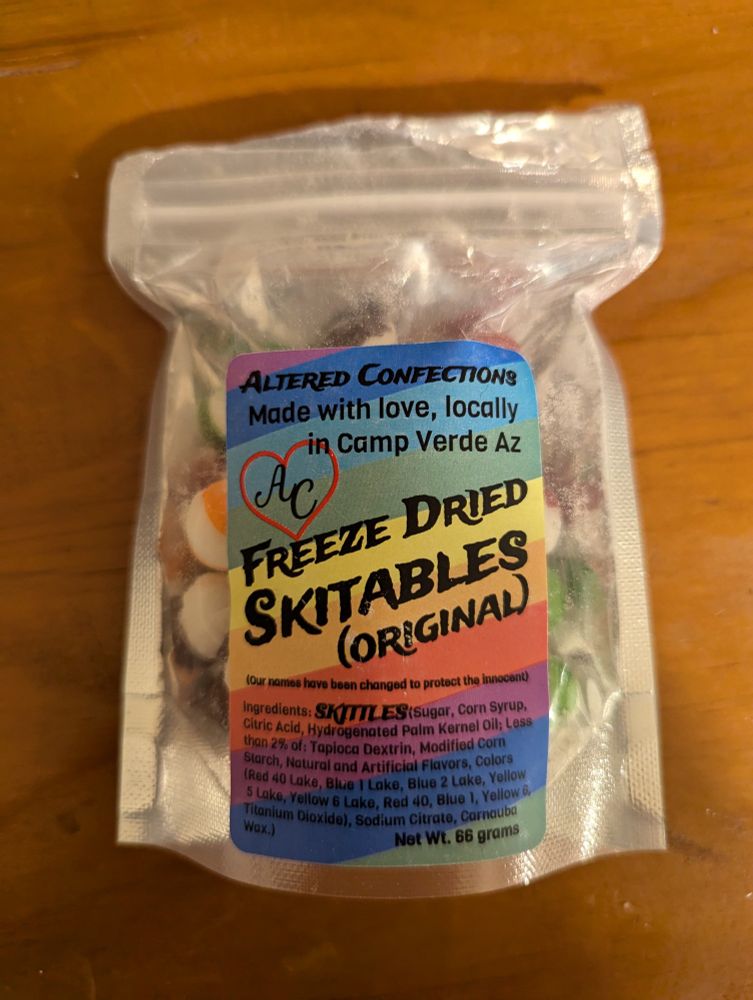 ALTERED CONFECTIONS
Made with love, locally
in Camp Verde Az
AC
FREEZE DRIED
SKITABLES
(ORIGINAL)
(Our names have been changed to protect the innocent)
Ingredients: SKITTLES (Sugar, Corn Syrup,
Citric Acid, Hydrogenated Palm Kernel Oil; Less
than 2% of: Tapioca Dextrin, Modified Corn
Starch, Natural and Artificial Flavors, Colors
(Red 40 Lake, Blue 1 Lake, Blue 2 Lake, Yellow
5 Lake, Yellow 6 Lake, Red 40, Blue 1, Yellow 6,
Titanium Dioxide), Sodium Citrate, Carnauba
Wax.)
Net Wt. 66 grams